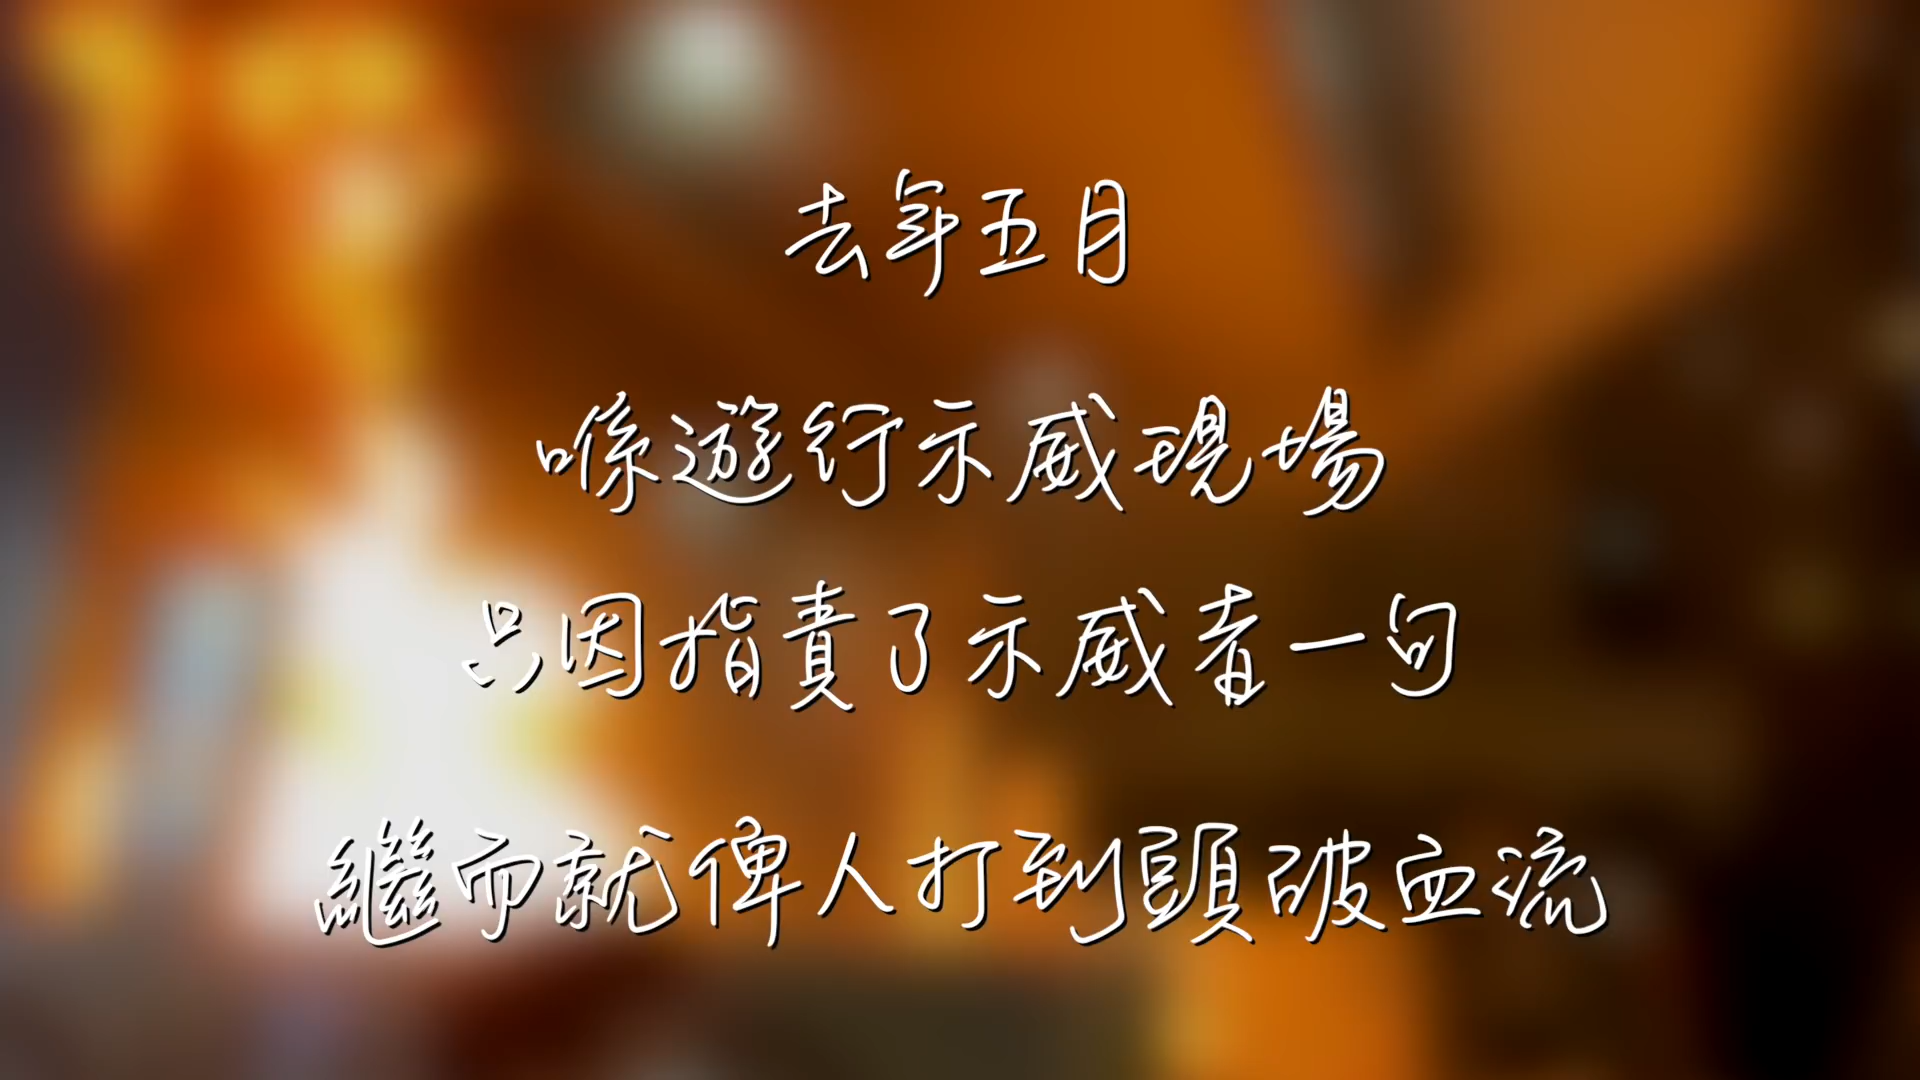 去年五月
喺遊行示威現場
只因指責了示威者一句
繼而就俾人打到頭破血流